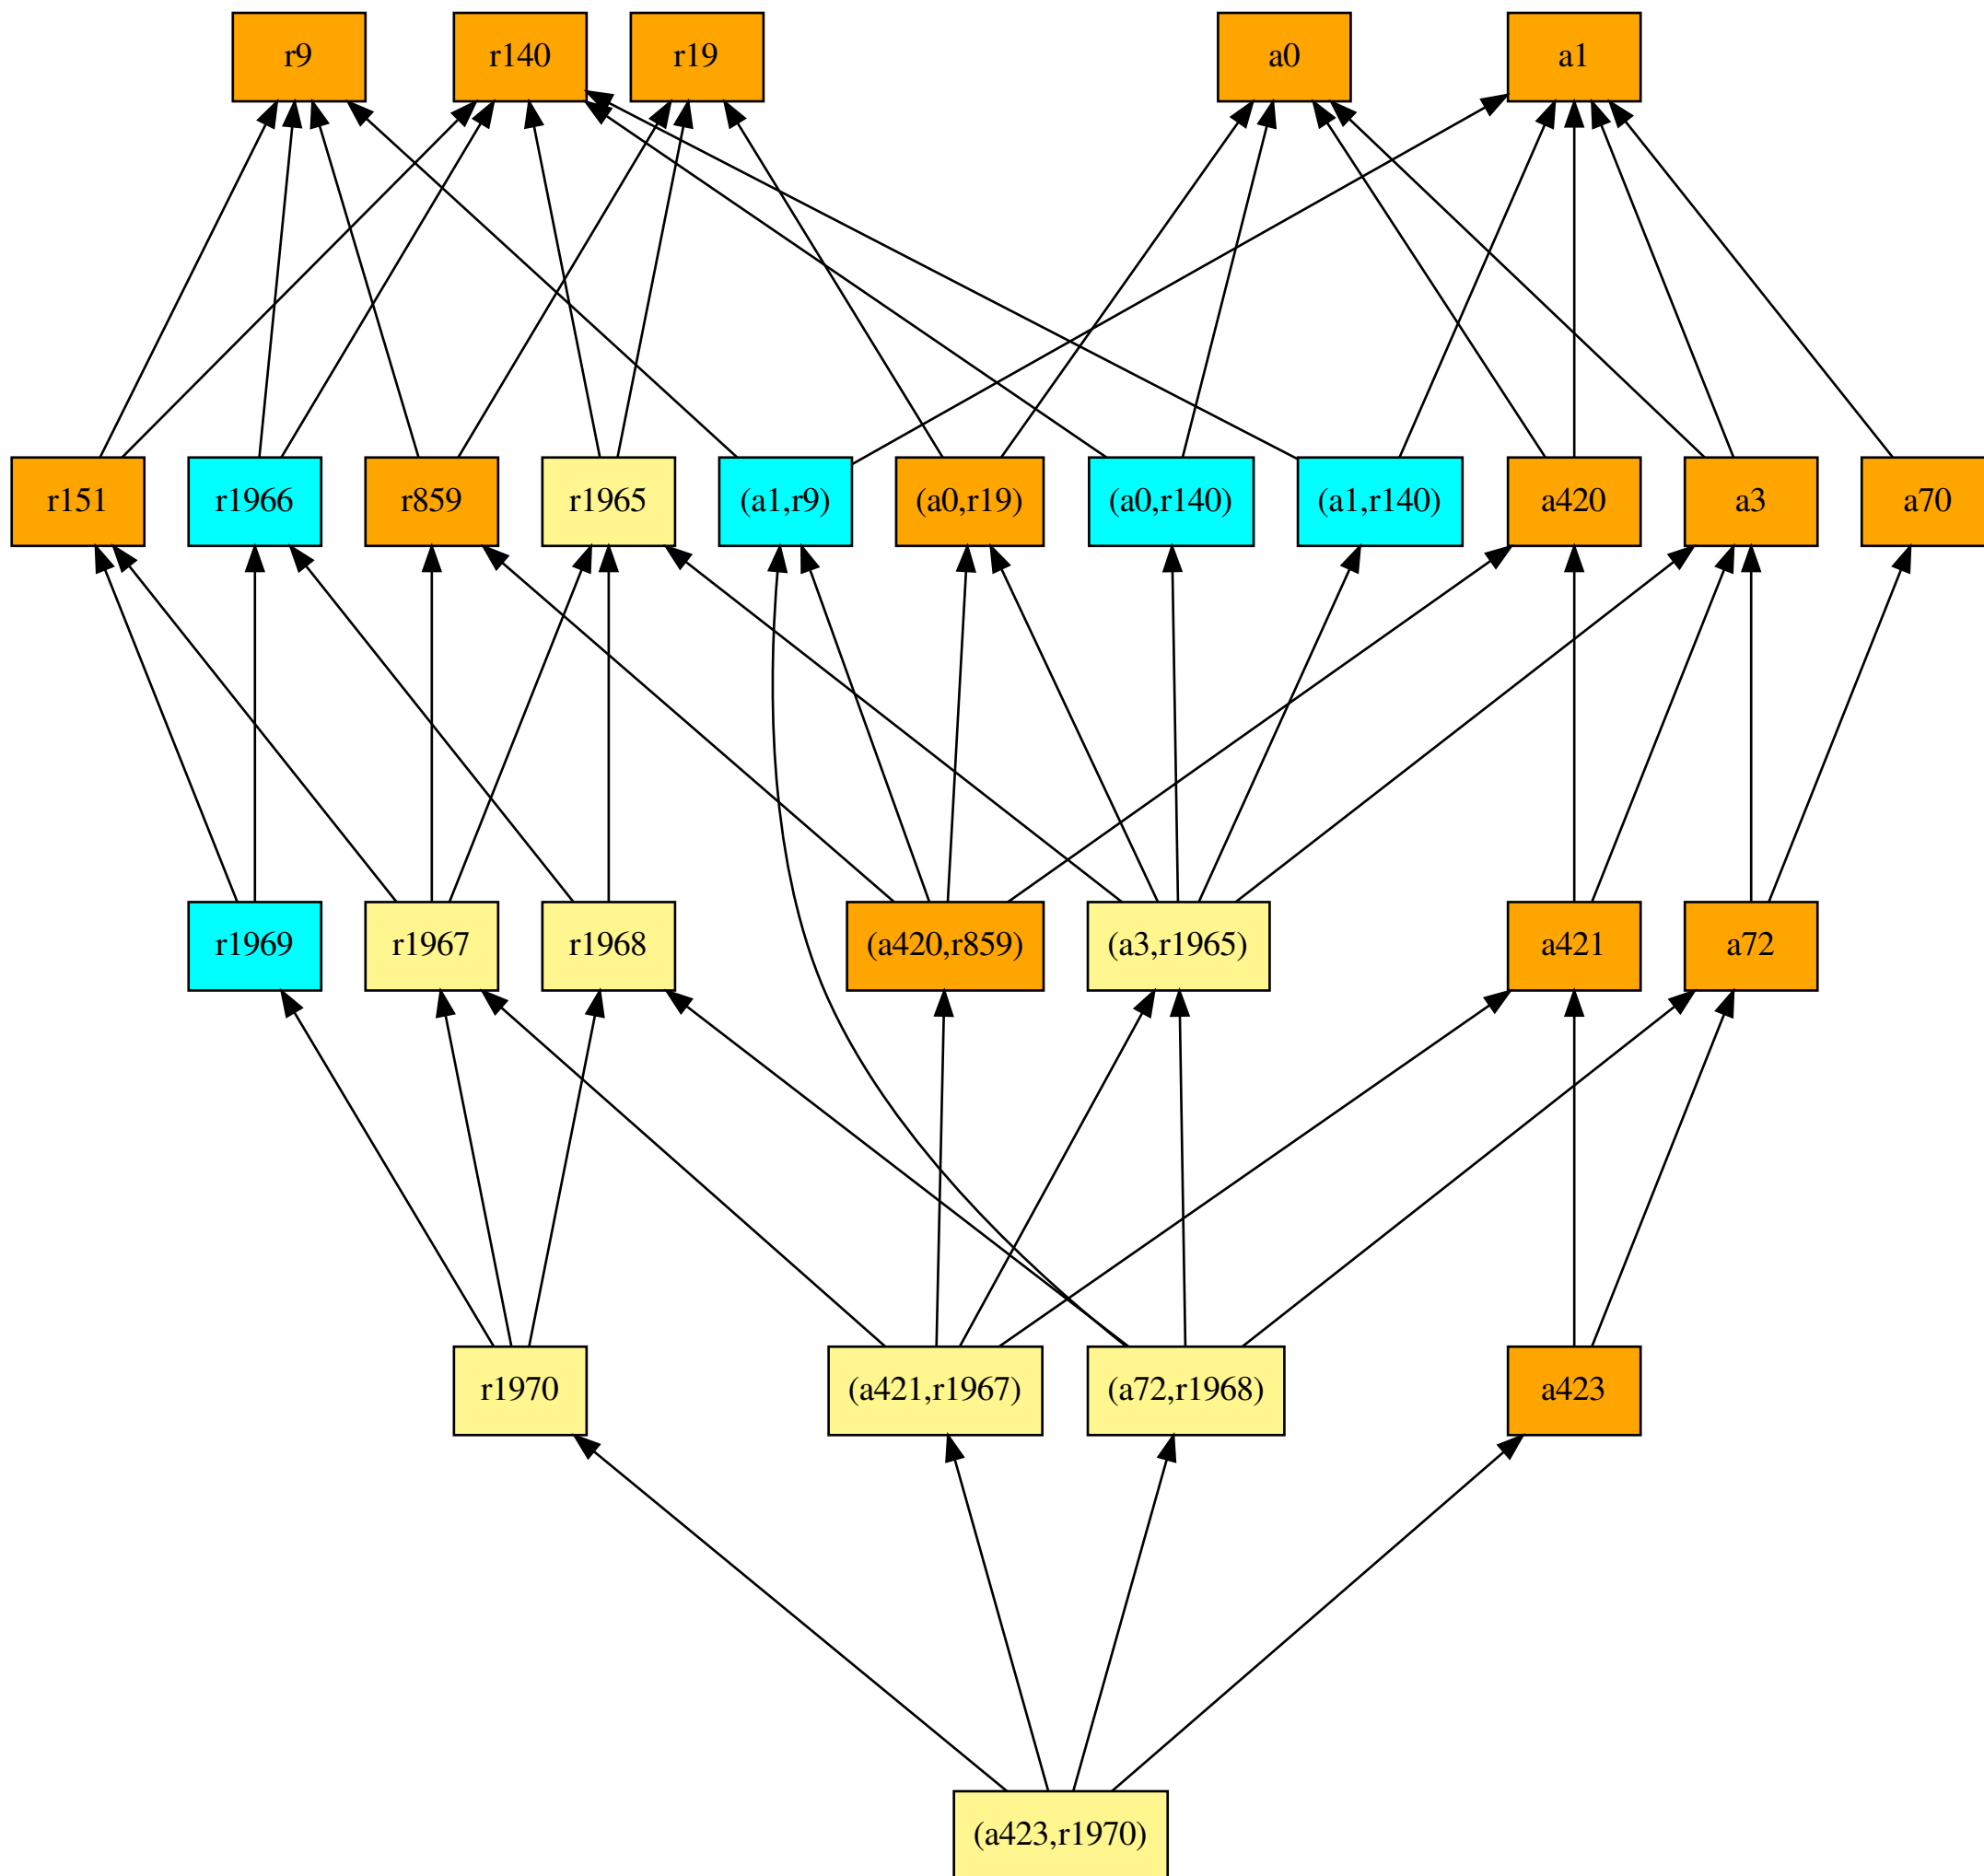 r9
r140
r19
a0
a1
r151
r1966
r859
r1965
(a1,r9)
(a0,r19)
(a0,r140)
(a1,r140)
a420
a3
a70
r1969
r1967
r1968
(a420,r859)
(a3,r1965)
a421
a72
r1970
(a421,r1967)
(a72,r1968)
a423
(a423,r1970)